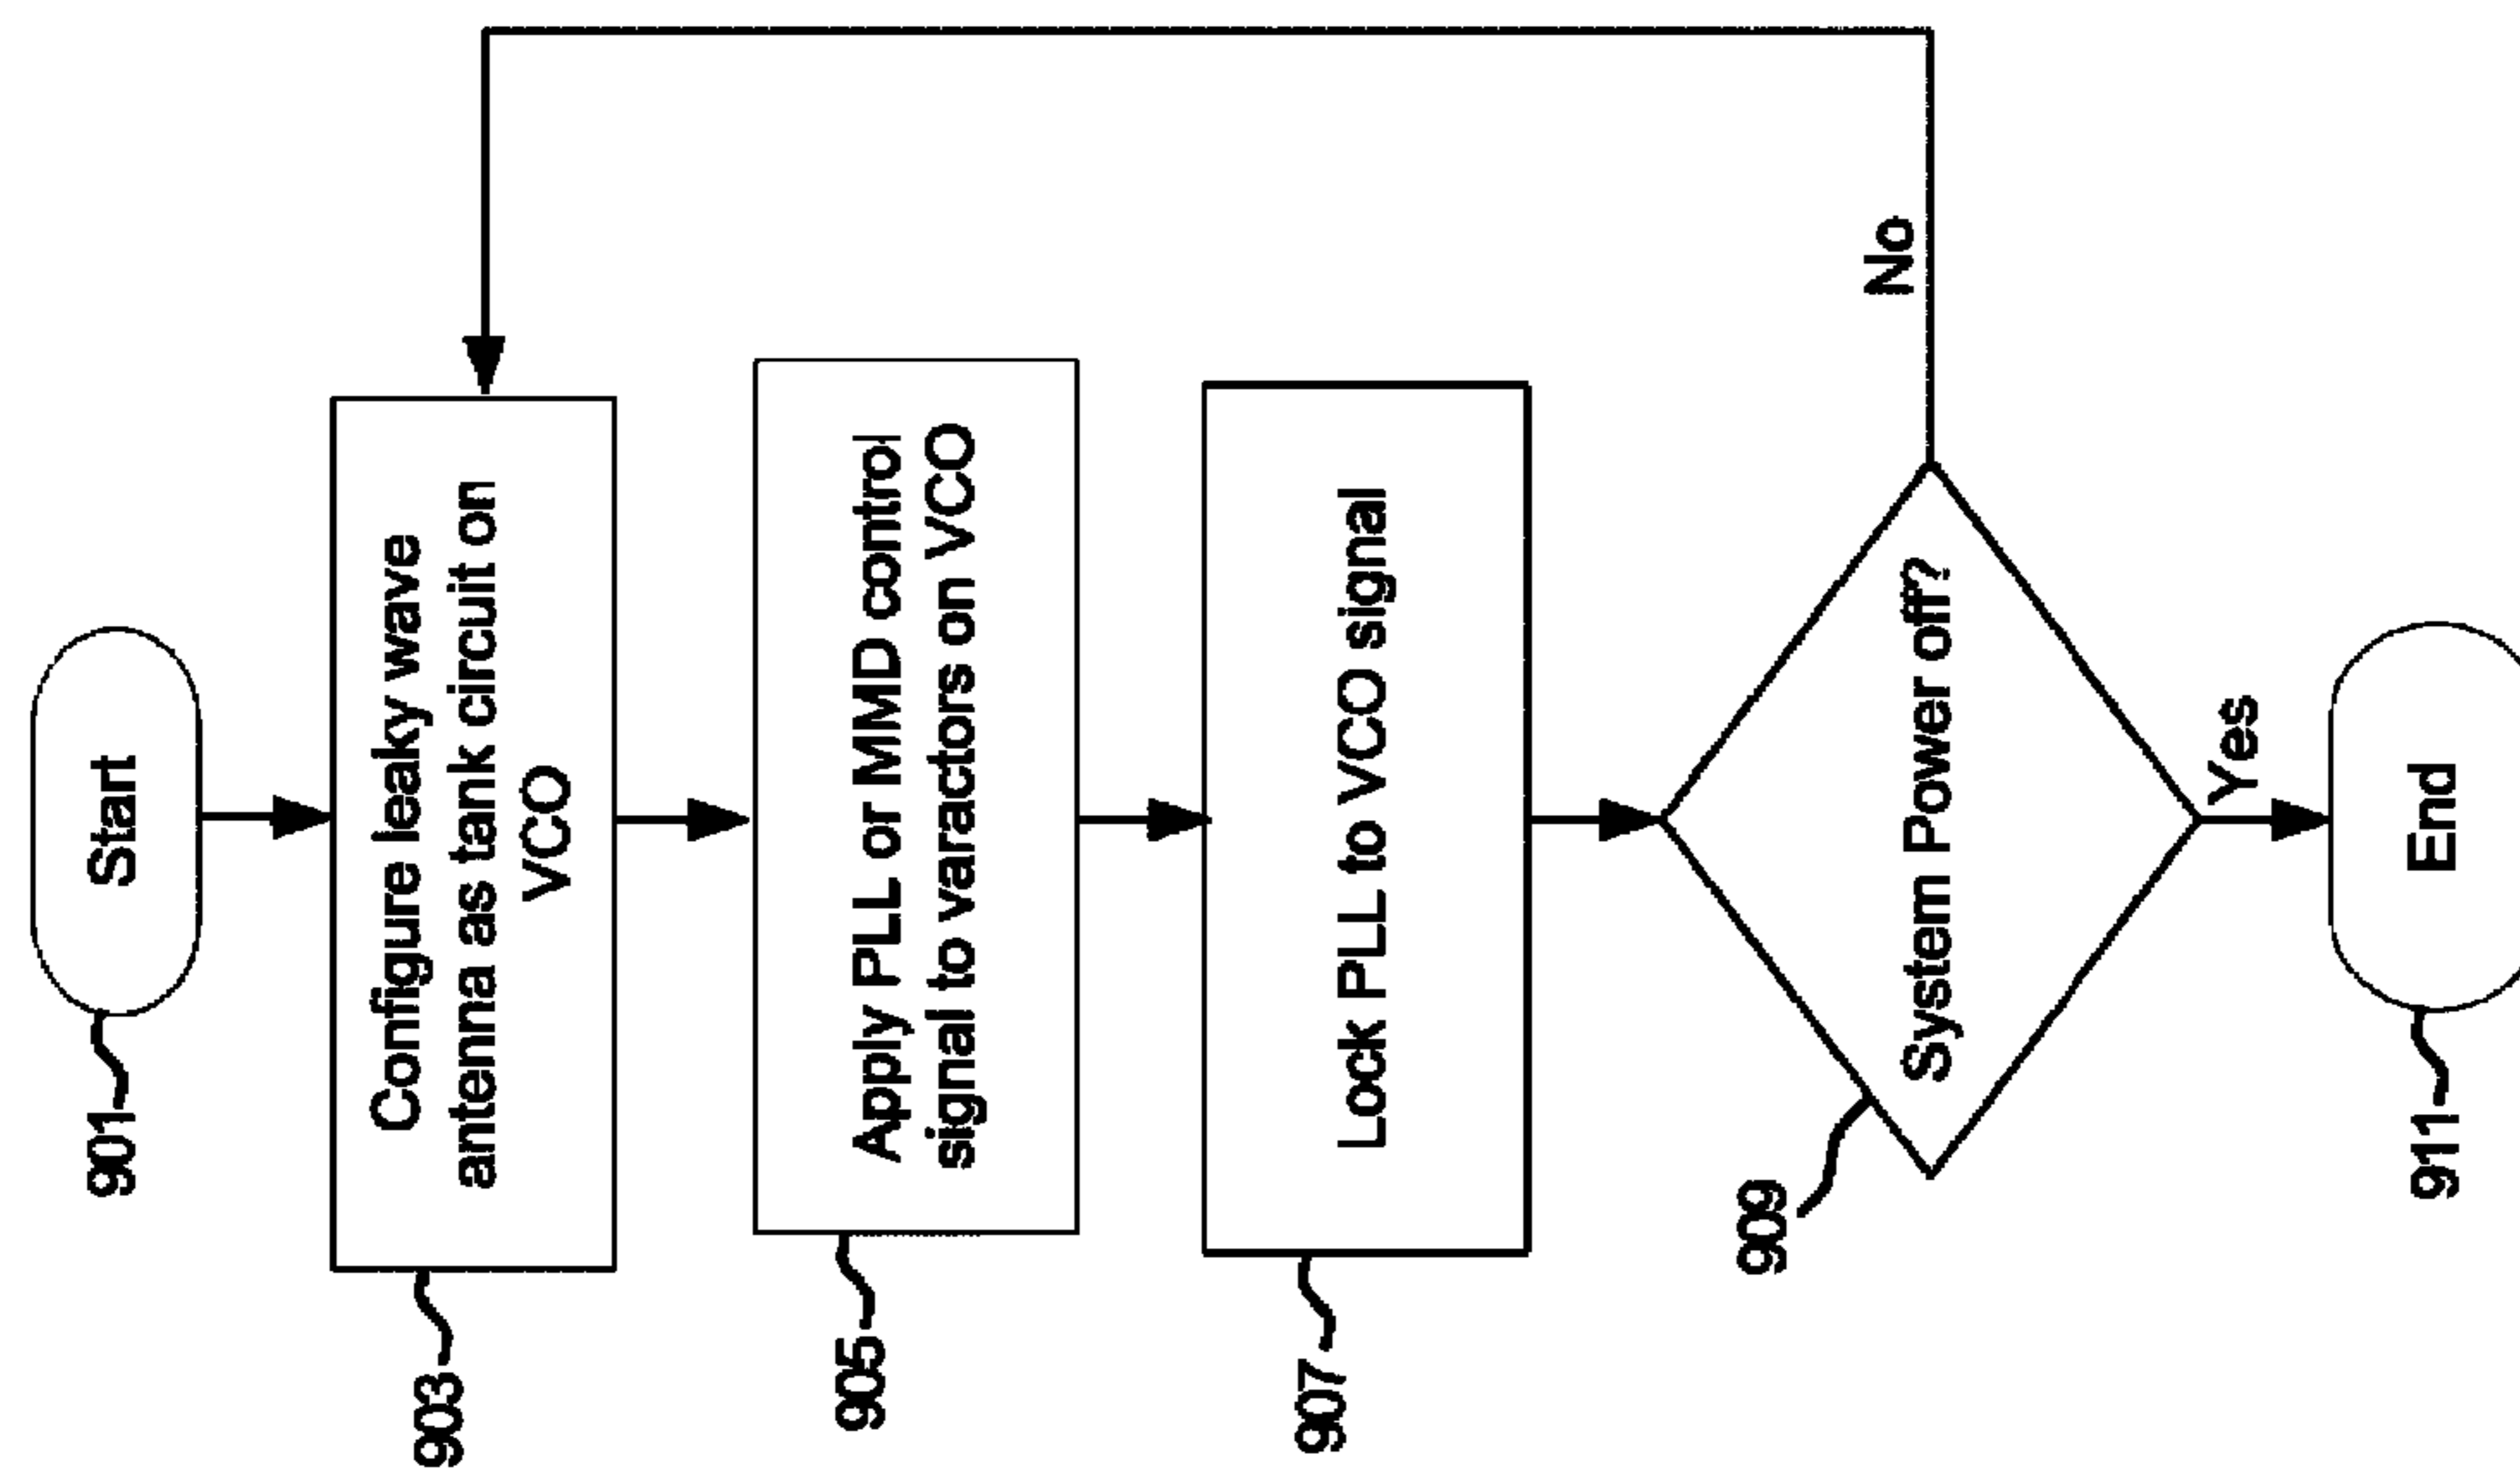 Start
901
Configure leaky wave
antenna as tank circuit on
VCO
903
Apply PLL or MMD control
signal to varactors on VCO
905
Lock PLL to VCO signal
907
System Power off?
No
909
Yes
End
911